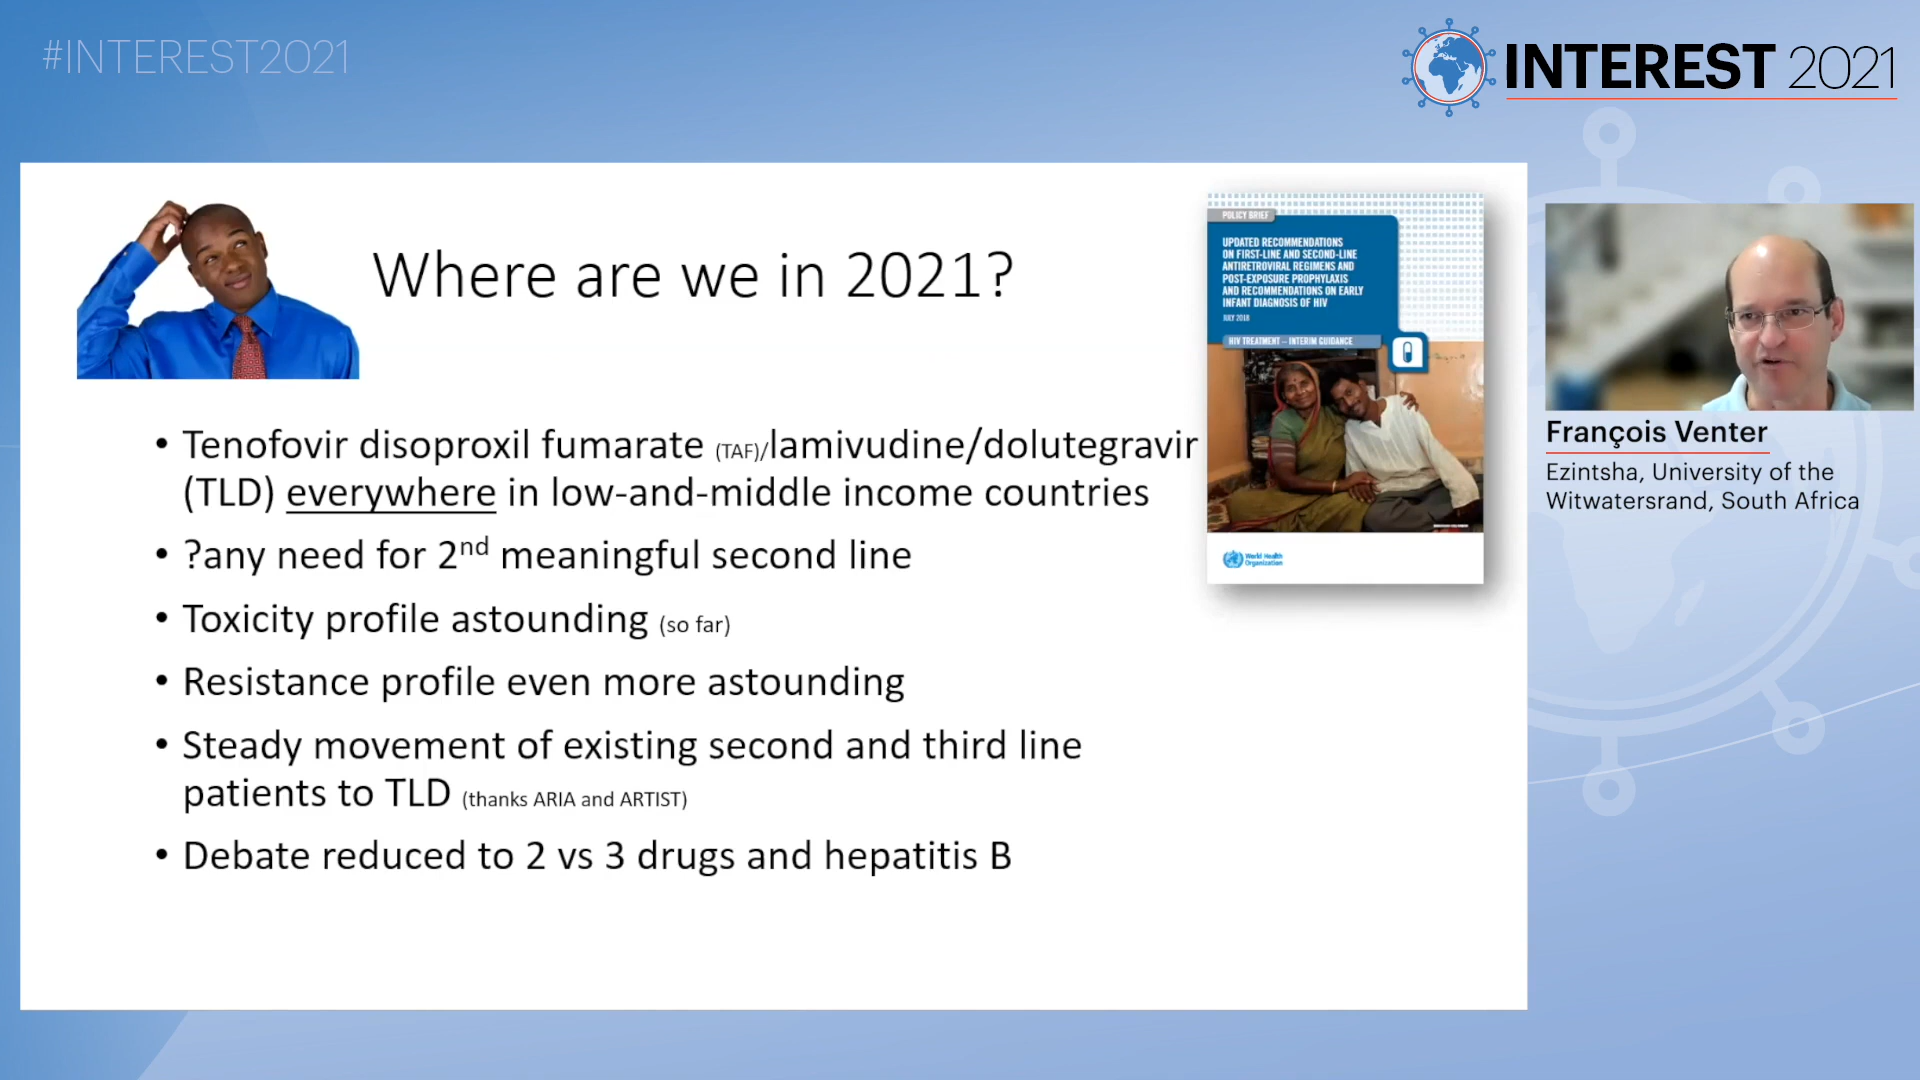 #INTEREST2021
INTEREST 2021
Where are we in 2021?
POLICY BRIEF
UPDATED RECOMMENDATIONS
ON FIRST-LINE AND SECOND-LINE
ANTIRETROVIRAL REGIMENS AND
POST-EXPOSURE PROPHYLAXIS
AND RECOMMENDATIONS ON EARLY
INFANT DIAGNOSIS OF HIV
JULY 2018
HIV TREATMENT – INTERIM GUIDANCE
World Health
Organization
• Tenofovir disoproxil fumarate (TAF)/lamivudine/dolutegravir
(TLD) everywhere in low-and-middle income countries
• ?any need for 2nd meaningful second line
• Toxicity profile astounding (so far)
• Resistance profile even more astounding
• Steady movement of existing second and third line
patients to TLD (thanks ARIA and ARTIST)
• Debate reduced to 2 vs 3 drugs and hepatitis B
François Venter
Ezintsha, University of the
Witwatersrand, South Africa